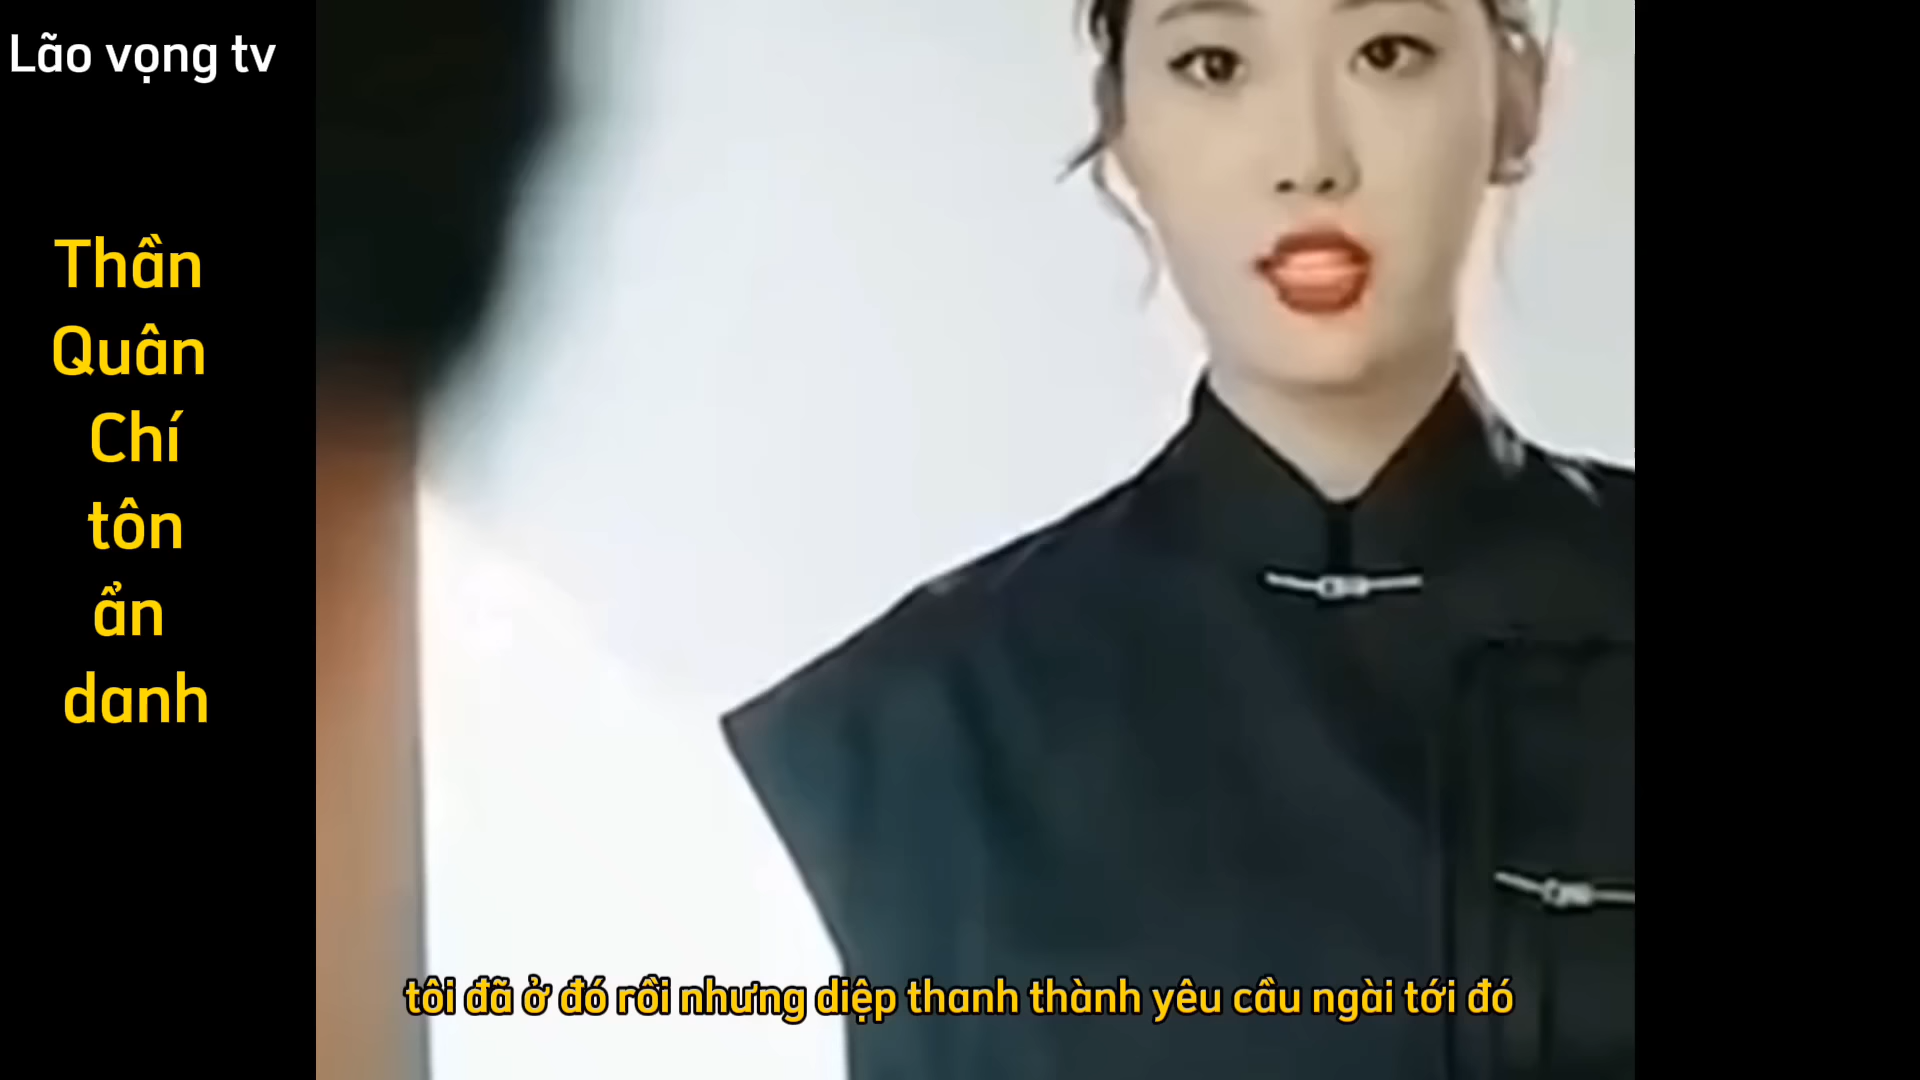 Lão vọng tv
Thần
Quân
Chí
tôn
ẩn
danh
tôi đã ở đó rồi nhưng diệp thanh thành yêu cầu ngài tới đó